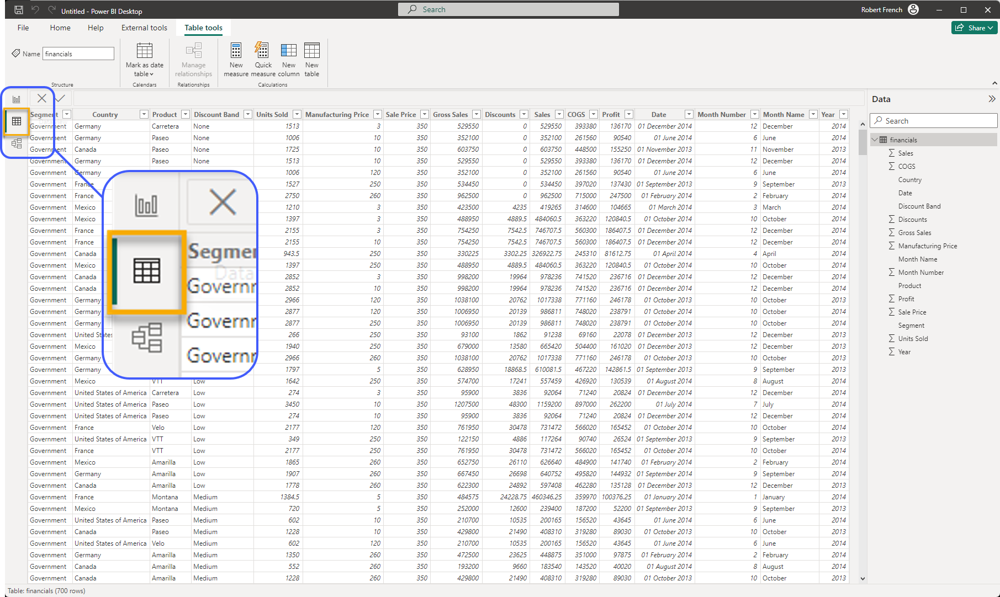 Untitled - Power BI Desktop
Search
Robert French
File Home Help External tools Table tools
Share
Name financials
Mark as date table
Manage relationships
New measure
Quick measure
New column
New table
Structure
Calendars
Relationships
Calculations
Segment Country Product Discount Band Units Sold Manufacturing Price Sale Price Gross Sales Discounts Sales COGS Profit Date Month Number Month Name Year
Government Germany Carretera None 1513 3 350 529550 0 529550 393380 136170 01 December 2014 12 December 2014
Government Germany Paseo None 1006 10 350 352100 0 352100 261560 90540 01 June 2014 6 June 2014
Government Canada Paseo None 1725 10 350 603750 0 603750 448500 155250 01 November 2013 11 November 2013
Government Germany Paseo None 1513 10 350 529550 0 529550 393380 136170 01 December 2014 12 December 2014
Government Germany 1006 120 350 352100 0 352100 261560 90540 01 June 2014 6 June 2014
Government France 1527 250 350 534450 0 534450 397020 137430 01 September 2013 9 September 2013
Government France 2750 260 350 962500 0 962500 715000 247500 01 February 2014 2 February 2014
Government Mexico 1210 3 350 423500 4235 419265 314600 104665 01 March 2014 3 March 2014
Government Mexico 1397 3 350 488950 4889.5 484060.5 363220 120840.5 01 October 2014 10 October 2014
Government France 2155 3 350 754250 7542.5 746707.5 560300 186407.5 01 December 2014 12 December 2014
Government France 2155 10 350 754250 7542.5 746707.5 560300 186407.5 01 December 2014 12 December 2014
Government Canada 943.5 250 350 330225 3302.25 326922.75 245310 81612.75 01 April 2014 4 April 2014
Government Mexico 1397 250 350 488950 4889.5 484060.5 363220 120840.5 01 October 2014 10 October 2014
Government Canada 2852 3 350 998200 19964 978236 741520 236716 01 December 2014 12 December 2014
Government Canada 2852 10 350 998200 19964 978236 741520 236716 01 December 2014 12 December 2014
Government Germany 2966 120 350 1038100 20762 1017338 771160 246178 01 October 2013 10 October 2013
Government Germany 2877 120 350 1006950 20139 986811 748020 238791 01 October 2014 10 October 2014
Government Germany 2877 250 350 1006950 20139 986811 748020 238791 01 October 2014 10 October 2014
Government United States 266 250 350 93100 1862 91238 69160 22078 01 December 2013 12 December 2013
Government Mexico 1940 250 350 679000 13580 665420 504400 161020 01 December 2013 12 December 2013
Government Germany 2966 260 350 1038100 20762 1017338 771160 246178 01 October 2013 10 October 2013
Government Germany 1797 5 350 628950 18868.5 610081.5 467220 142861.5 01 September 2013 9 September 2013
Government Mexico VTT Low 1642 250 350 574700 17241 557459 426920 130539 01 August 2014 8 August 2014
Government United States of America Carretera Low 274 3 350 95900 3836 92064 71240 20824 01 December 2014 12 December 2014
Government United States of America Paseo Low 3450 10 350 1207500 48300 1159200 897000 262200 01 July 2014 7 July 2014
Government United States of America Paseo Low 274 10 350 95900 3836 92064 71240 20824 01 December 2014 12 December 2014
Government France Velo Low 2177 120 350 761950 30478 731472 566020 165452 01 October 2014 10 October 2014
Government United States of America VTT Low 349 250 350 122150 4886 117264 90740 26524 01 September 2013 9 September 2013
Government France VTT Low 2177 250 350 761950 30478 731472 566020 165452 01 October 2014 10 October 2014
Government Mexico Amarilla Low 1865 260 350 652750 26110 626640 484900 141740 01 February 2014 2 February 2014
Government Germany Amarilla Low 1907 260 350 667450 26698 640752 495820 144932 01 September 2014 9 September 2014
Government Canada Amarilla Low 1778 260 350 622300 24892 597408 462280 135128 01 December 2013 12 December 2013
Government France Montana Medium 1384.5 5 350 484575 24228.75 460346.25 359970 100376.25 01 January 2014 1 January 2014
Government Mexico Montana Medium 720 5 350 252000 12600 239400 187200 52200 01 September 2013 9 September 2013
Government United States of America Paseo Medium 602 10 350 210700 10535 200165 156520 43645 01 June 2014 6 June 2014
Government Canada Paseo Medium 1228 10 350 429800 21490 408310 319280 89030 01 October 2013 10 October 2013
Government United States of America Velo Medium 602 120 350 210700 10535 200165 156520 43645 01 June 2014 6 June 2014
Government Germany Amarilla Medium 1350 260 350 472500 23625 448875 351000 97875 01 February 2014 2 February 2014
Government Canada Amarilla Medium 552 260 350 193200 9660 183540 143520 40020 01 August 2014 8 August 2014
Government Canada Amarilla Medium 1228 260 350 429800 21490 408310 319280 89030 01 October 2013 10 October 2013
Segmer
Data
Governr
Governr
Governr
Data
Search
financials
Sales
COGS
Country
Date
Discount Band
Discounts
Gross Sales
Manufacturing Price
Month Name
Month Number
Product
Profit
Sale Price
Segment
Units Sold
Year
Table: financials (700 rows)